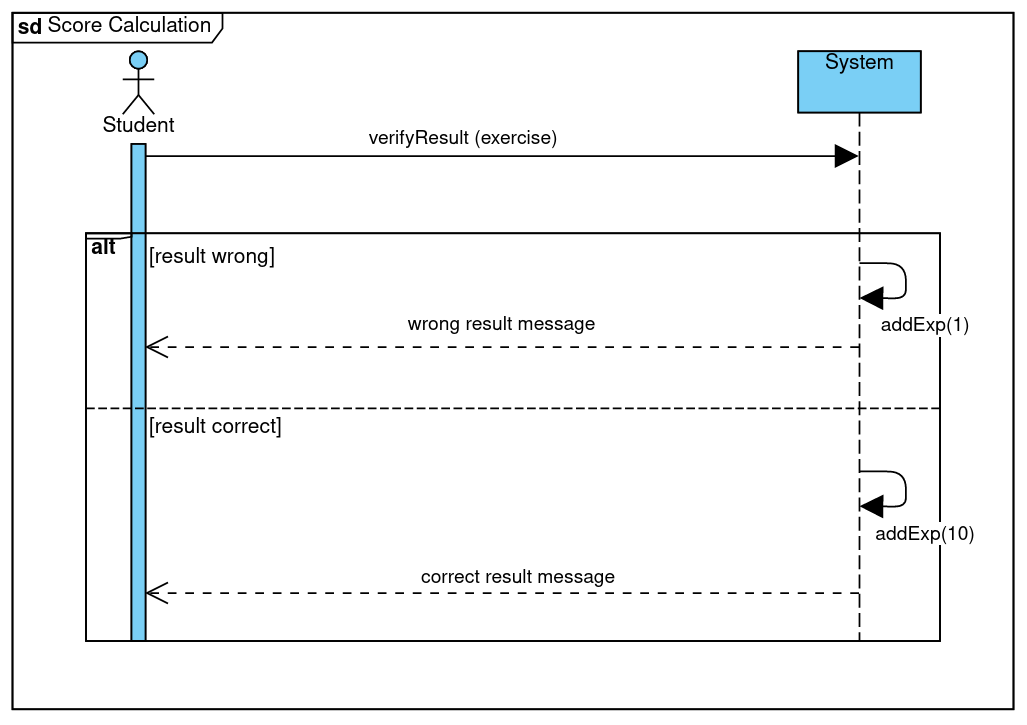 sd Score Calculation
System
Student
verifyResult (exercise)
alt
[result wrong]
wrong result message
addExp(1)
[result correct]
addExp(10)
correct result message